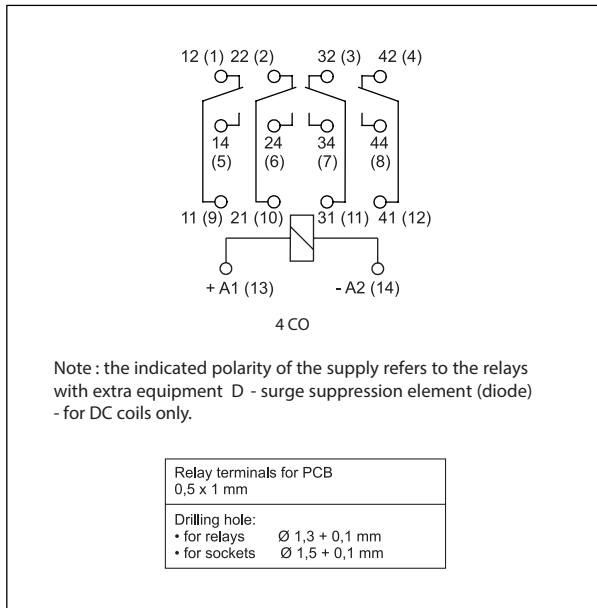 12 (1) 22 (2) 32 (3) 42 (4)
14 24 34 44
(5) (6) (7) (8)
11 (9) 21 (10) 31 (11) 41 (12)
+ A1 (13) - A2 (14)
4 CO
Note : the indicated polarity of the supply refers to the relays
with extra equipment D - surge suppression element (diode)
- for DC coils only.
Relay terminals for PCB
0,5 x 1 mm
Drilling hole:
• for relays Ø 1,3 + 0,1 mm
• for sockets Ø 1,5 + 0,1 mm